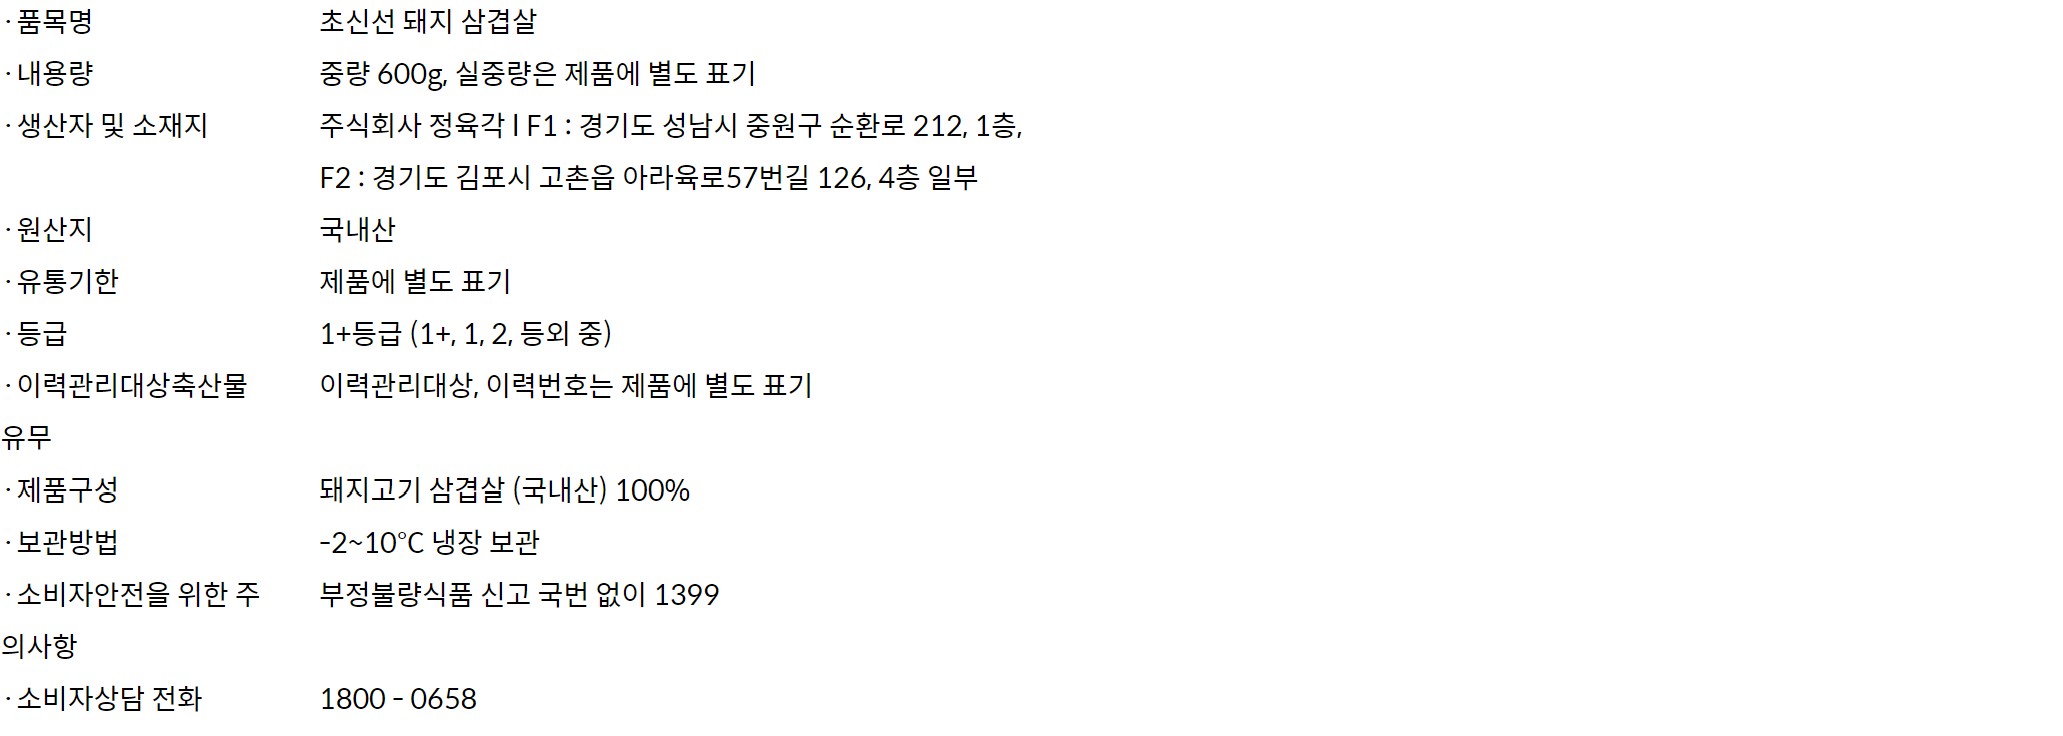 · 품목명 초신선 돼지 삼겹살
· 내용량 중량 600g, 실중량은 제품에 별도 표기
· 생산자 및 소재지 주식회사 정육각 l F1 : 경기도 성남시 중원구 순환로 212, 1층,
F2 : 경기도 김포시 고촌읍 아라육로57번길 126, 4층 일부
· 원산지 국내산
· 유통기한 제품에 별도 표기
· 등급 1+등급 (1+, 1, 2, 등외 중)
· 이력관리대상축산물 이력관리대상, 이력번호는 제품에 별도 표기
유무
· 제품구성 돼지고기 삼겹살 (국내산) 100%
· 보관방법 -2~10°C 냉장 보관
· 소비자안전을 위한 주 부정불량식품 신고 국번 없이 1399
의사항
· 소비자상담 전화 1800 - 0658